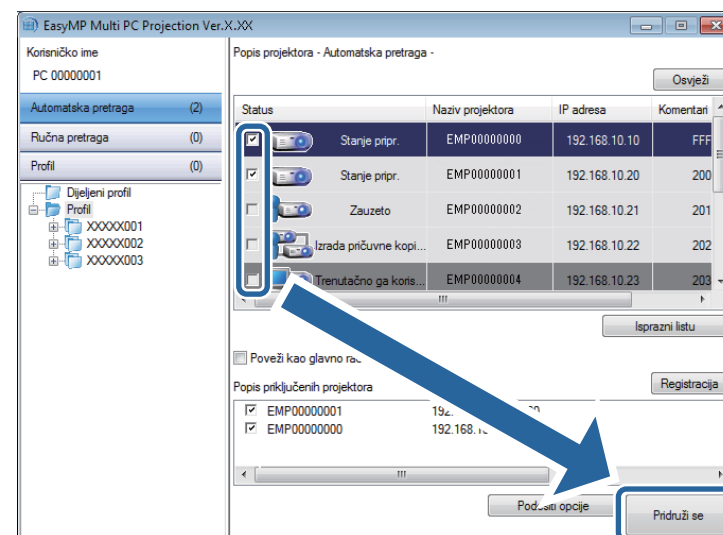 EasyMP Multi PC Projection Ver.X.XX
Korisničko ime
PC 00000001
Automatska pretraga (2)
Ručna pretraga (0)
Profil (0)
Dijeljeni profil
Profil
XXXXX001
XXXXX002
XXXXX003
Popis projektora - Automatska pretraga -
Osvježi
Status Naziv projektora IP adresa Komentari
Stanje pripr. EMP00000000 192.168.10.10 FFF
Stanje pripr. EMP00000001 192.168.10.20 200
Zauzeto EMP00000002 192.168.10.21 201
Izrada pričuvne kopi... EMP00000003 192.168.10.22 202
Trenutačno ga koris... EMP00000004 192.168.10.23 203
Isprazni listu
Poveži kao glavno
Popis priključenih projektora
Registracija
EMP00000001 192.
EMP00000000 192.168.
opcije
Pridruži se